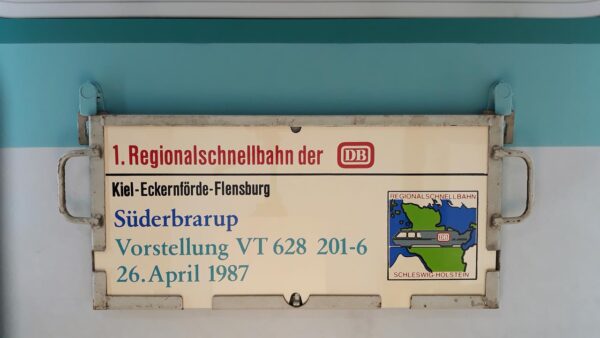 1. Regionalschnellbahn der DB
Kiel-Eckernförde-Flensburg
Süderbrarup
Vorstellung VT 628 201-6
26. April 1987
REGIONALSCHNELLBAHN
DB
SCHLESWIG-HOLSTEIN